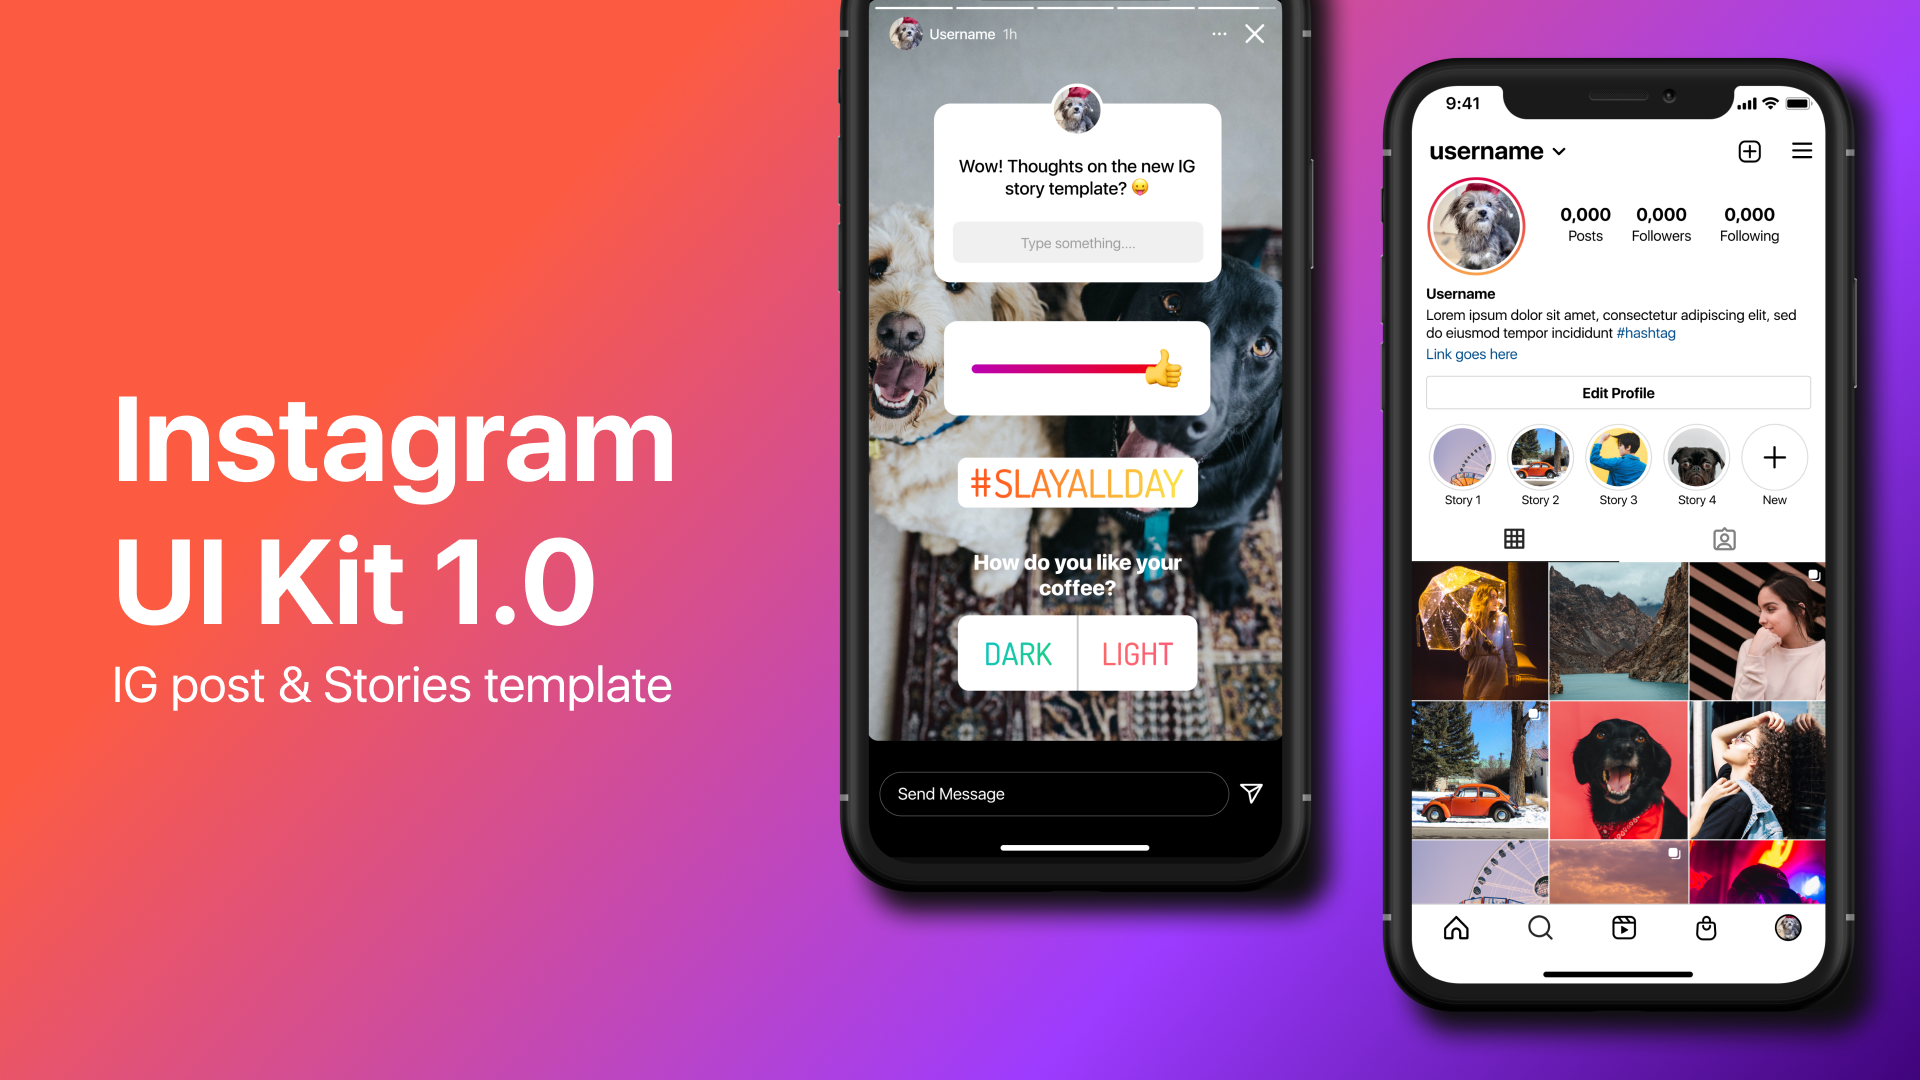 Instagram
UI Kit 1.0
IG post & Stories template
Username 1h
Wow! Thoughts on the new IG
story template? 😛
Type something....
#SLAYALLDAY
How do you like your
coffee?
DARK LIGHT
Send Message
9:41
username
0,000 0,000 0,000
Posts Followers Following
Username
Lorem ipsum dolor sit amet, consectetur adipiscing elit, sed
do eiusmod tempor incididunt #hashtag
Link goes here
Edit Profile
Story 1 Story 2 Story 3 Story 4 New